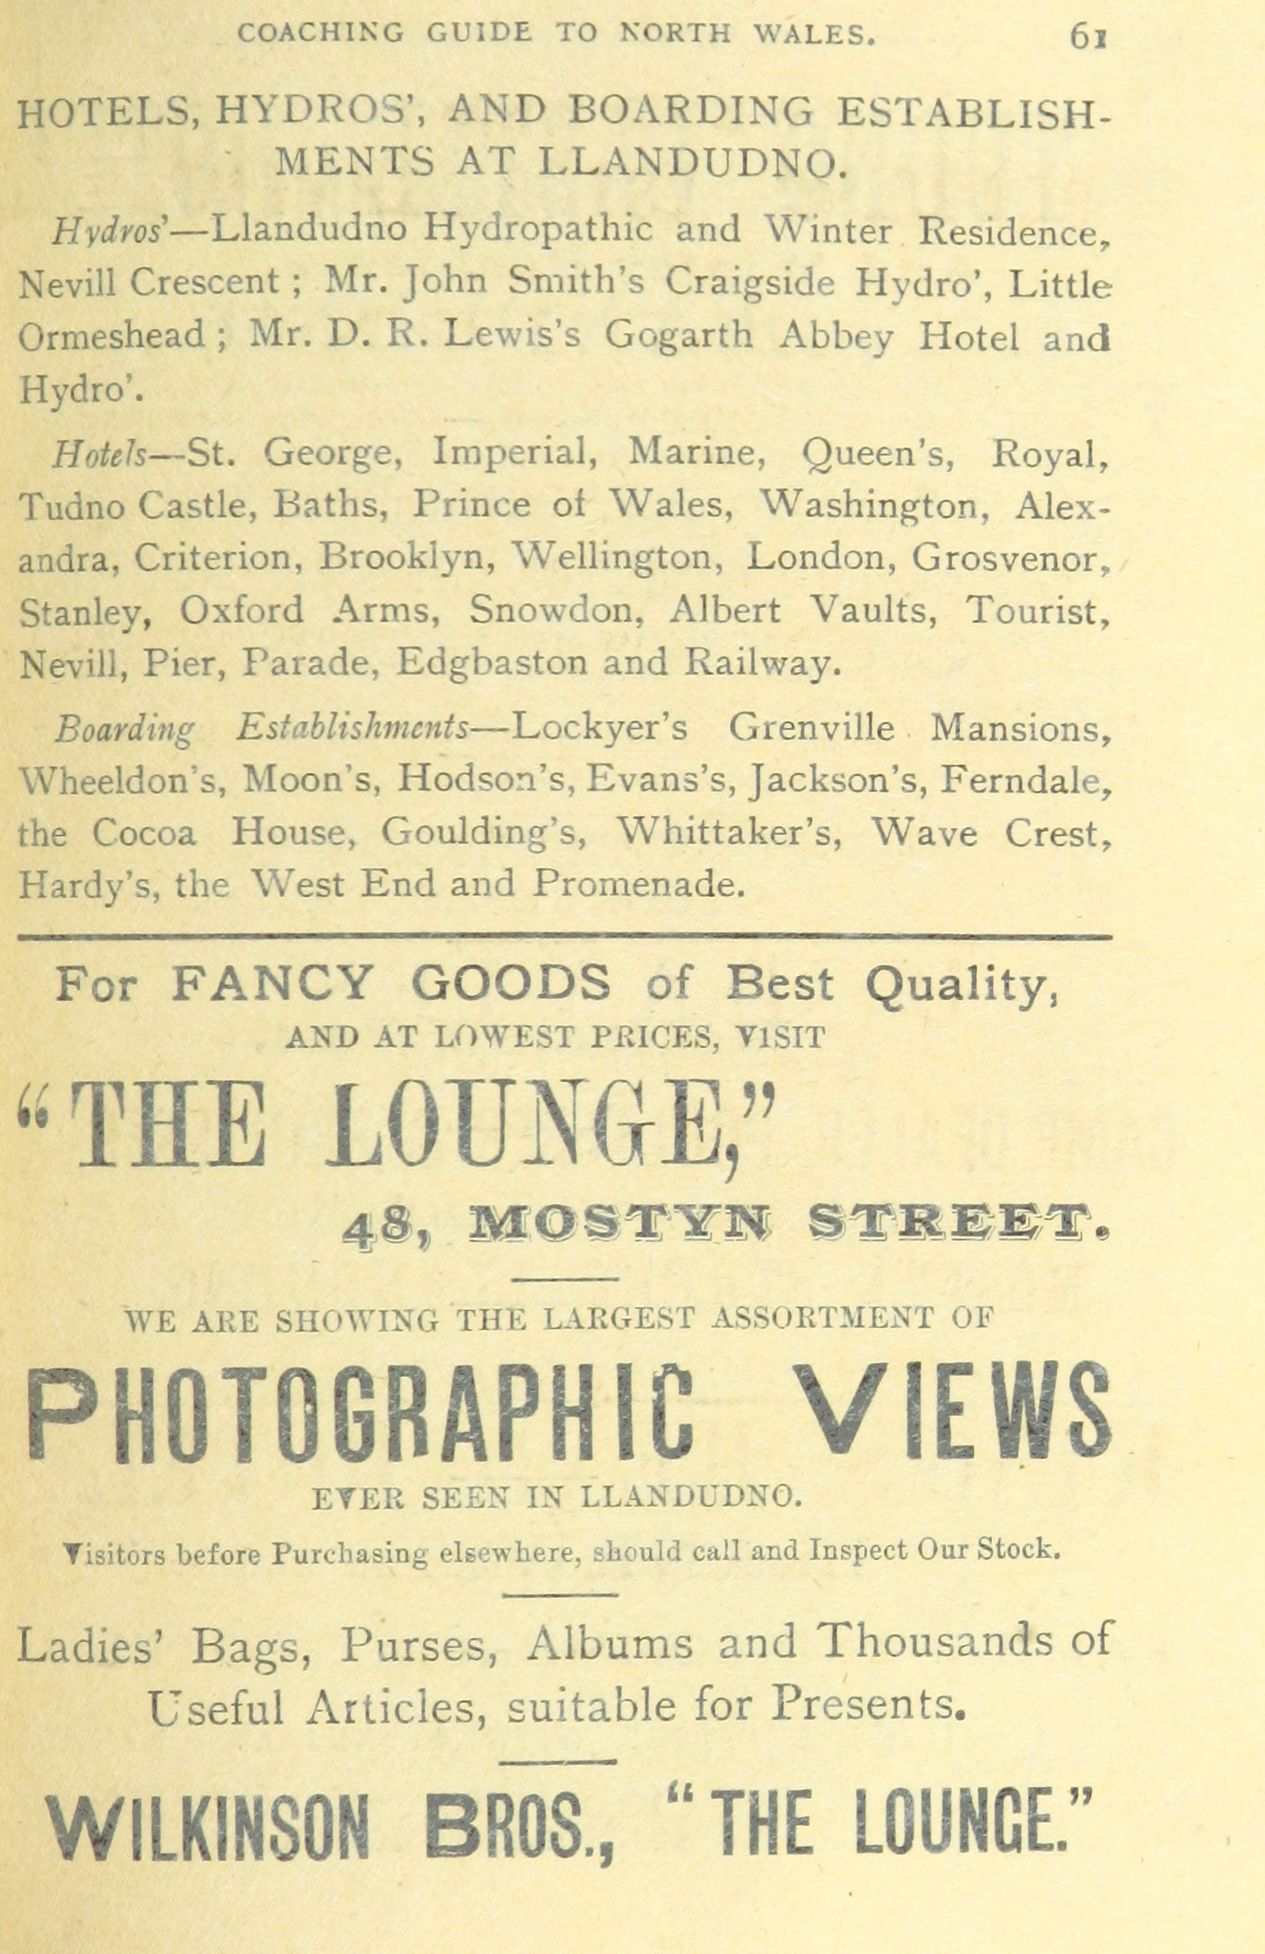 COACHING GUIDE TO NORTH WALES. 61
HOTELS, HYDROS', AND BOARDING ESTABLISH-
MENTS AT LLANDUDNO.
Hydros'—Llandudno Hydropathic and Winter Residence,
Nevill Crescent; Mr. John Smith's Craigside Hydro', Little
Ormeshead; Mr. D. R. Lewis's Gogarth Abbey Hotel and
Hydro'.
Hotels—St. George, Imperial, Marine, Queen's, Royal,
Tudno Castle, Baths, Prince of Wales, Washington, Alex-
andra, Criterion, Brooklyn, Wellington, London, Grosvenor,
Stanley, Oxford Arms, Snowdon, Albert Vaults, Tourist,
Nevill, Pier, Parade, Edgbaston and Railway.
Boarding Establishments—Lockyer's Grenville Mansions,
Wheeldon's, Moon's, Hodson's, Evans's, Jackson's, Ferndale,
the Cocoa House, Goulding's, Whittaker's, Wave Crest,
Hardy's, the West End and Promenade.
For FANCY GOODS of Best Quality,
AND AT LOWEST PRICES, VISIT
"THE LOUNGE,"
48, MOSTYN STREET.
WE ARE SHOWING THE LARGEST ASSORTMENT OF
PHOTOGRAPHIC VIEWS
EVER SEEN IN LLANDUDNO.
Visitors before Purchasing elsewhere, should call and Inspect Our Stock.
Ladies' Bags, Purses, Albums and Thousands of
Useful Articles, suitable for Presents.
WILKINSON BROS., "THE LOUNGE."